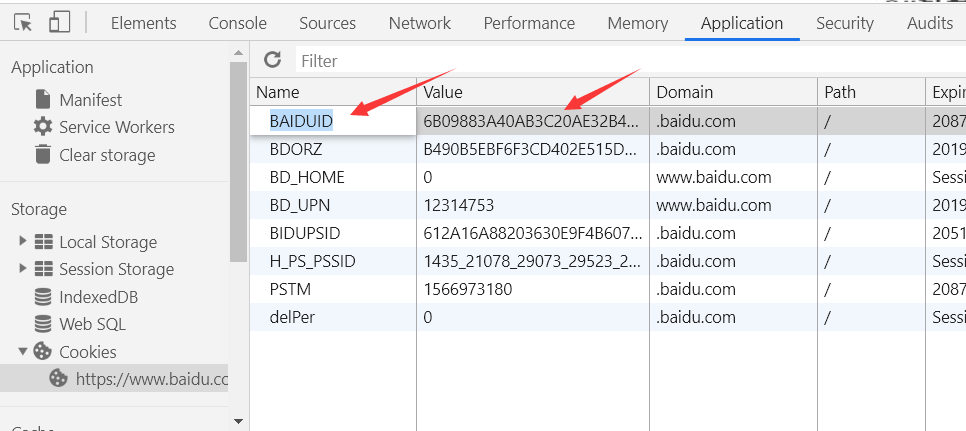 Elements Console Sources Network Performance Memory Application Security Audits
Application
Manifest
Service Workers
Clear storage
Storage
Local Storage
Session Storage
IndexedDB
Web SQL
Cookies
https://www.baidu.co
Filter
Name Value Domain Path Expir
BAIDUID 6B09883A40AB3C20AE32B4... .baidu.com / 2087
BDORZ B490B5EBF6F3CD402E515D... .baidu.com / 2019
BD_HOME 0 www.baidu.com / Sessi
BD_UPN 12314753 www.baidu.com / 2019
BIDUPSID 612A16A88203630E9F4B607... .baidu.com / 2051
H_PS_PSSID 1435_21078_29073_29523_2... .baidu.com / Sessi
PSTM 1566973180 .baidu.com / 2087
delPer 0 .baidu.com / Sessi